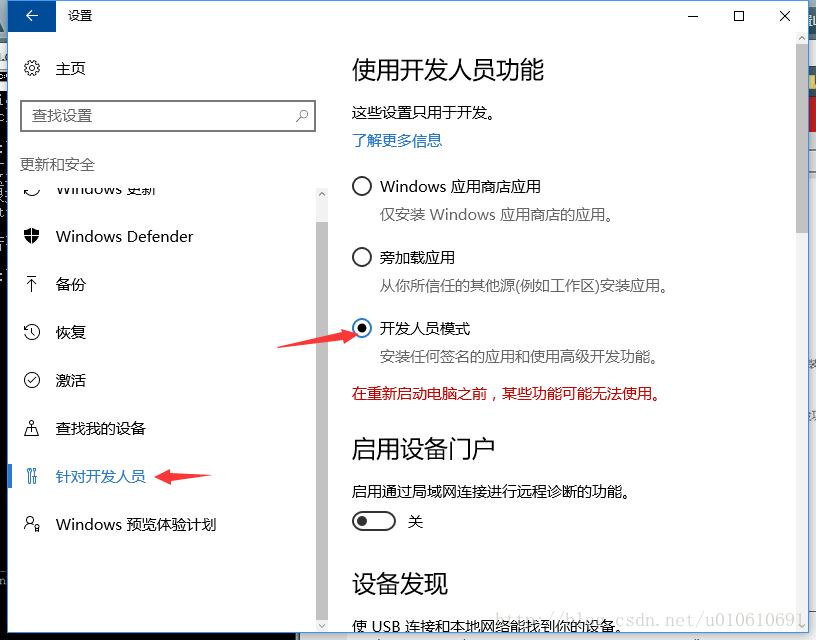 设置
主页
查找设置
更新和安全
Windows 更新
Windows Defender
备份
恢复
激活
查找我的设备
针对开发人员
Windows 预览体验计划
使用开发人员功能
这些设置只用于开发。
了解更多信息
Windows 应用商店应用
仅安装 Windows 应用商店的应用。
旁加载应用
从你所信任的其他源(例如工作区)安装应用。
开发人员模式
安装任何签名的应用和使用高级开发功能。
在重新启动电脑之前，某些功能可能无法使用。
启用设备门户
启用通过局域网连接进行远程诊断的功能。
关
设备发现
使 USB 连接和本地网络能找到你的设备。
http://blog.csdn.net/u010610691